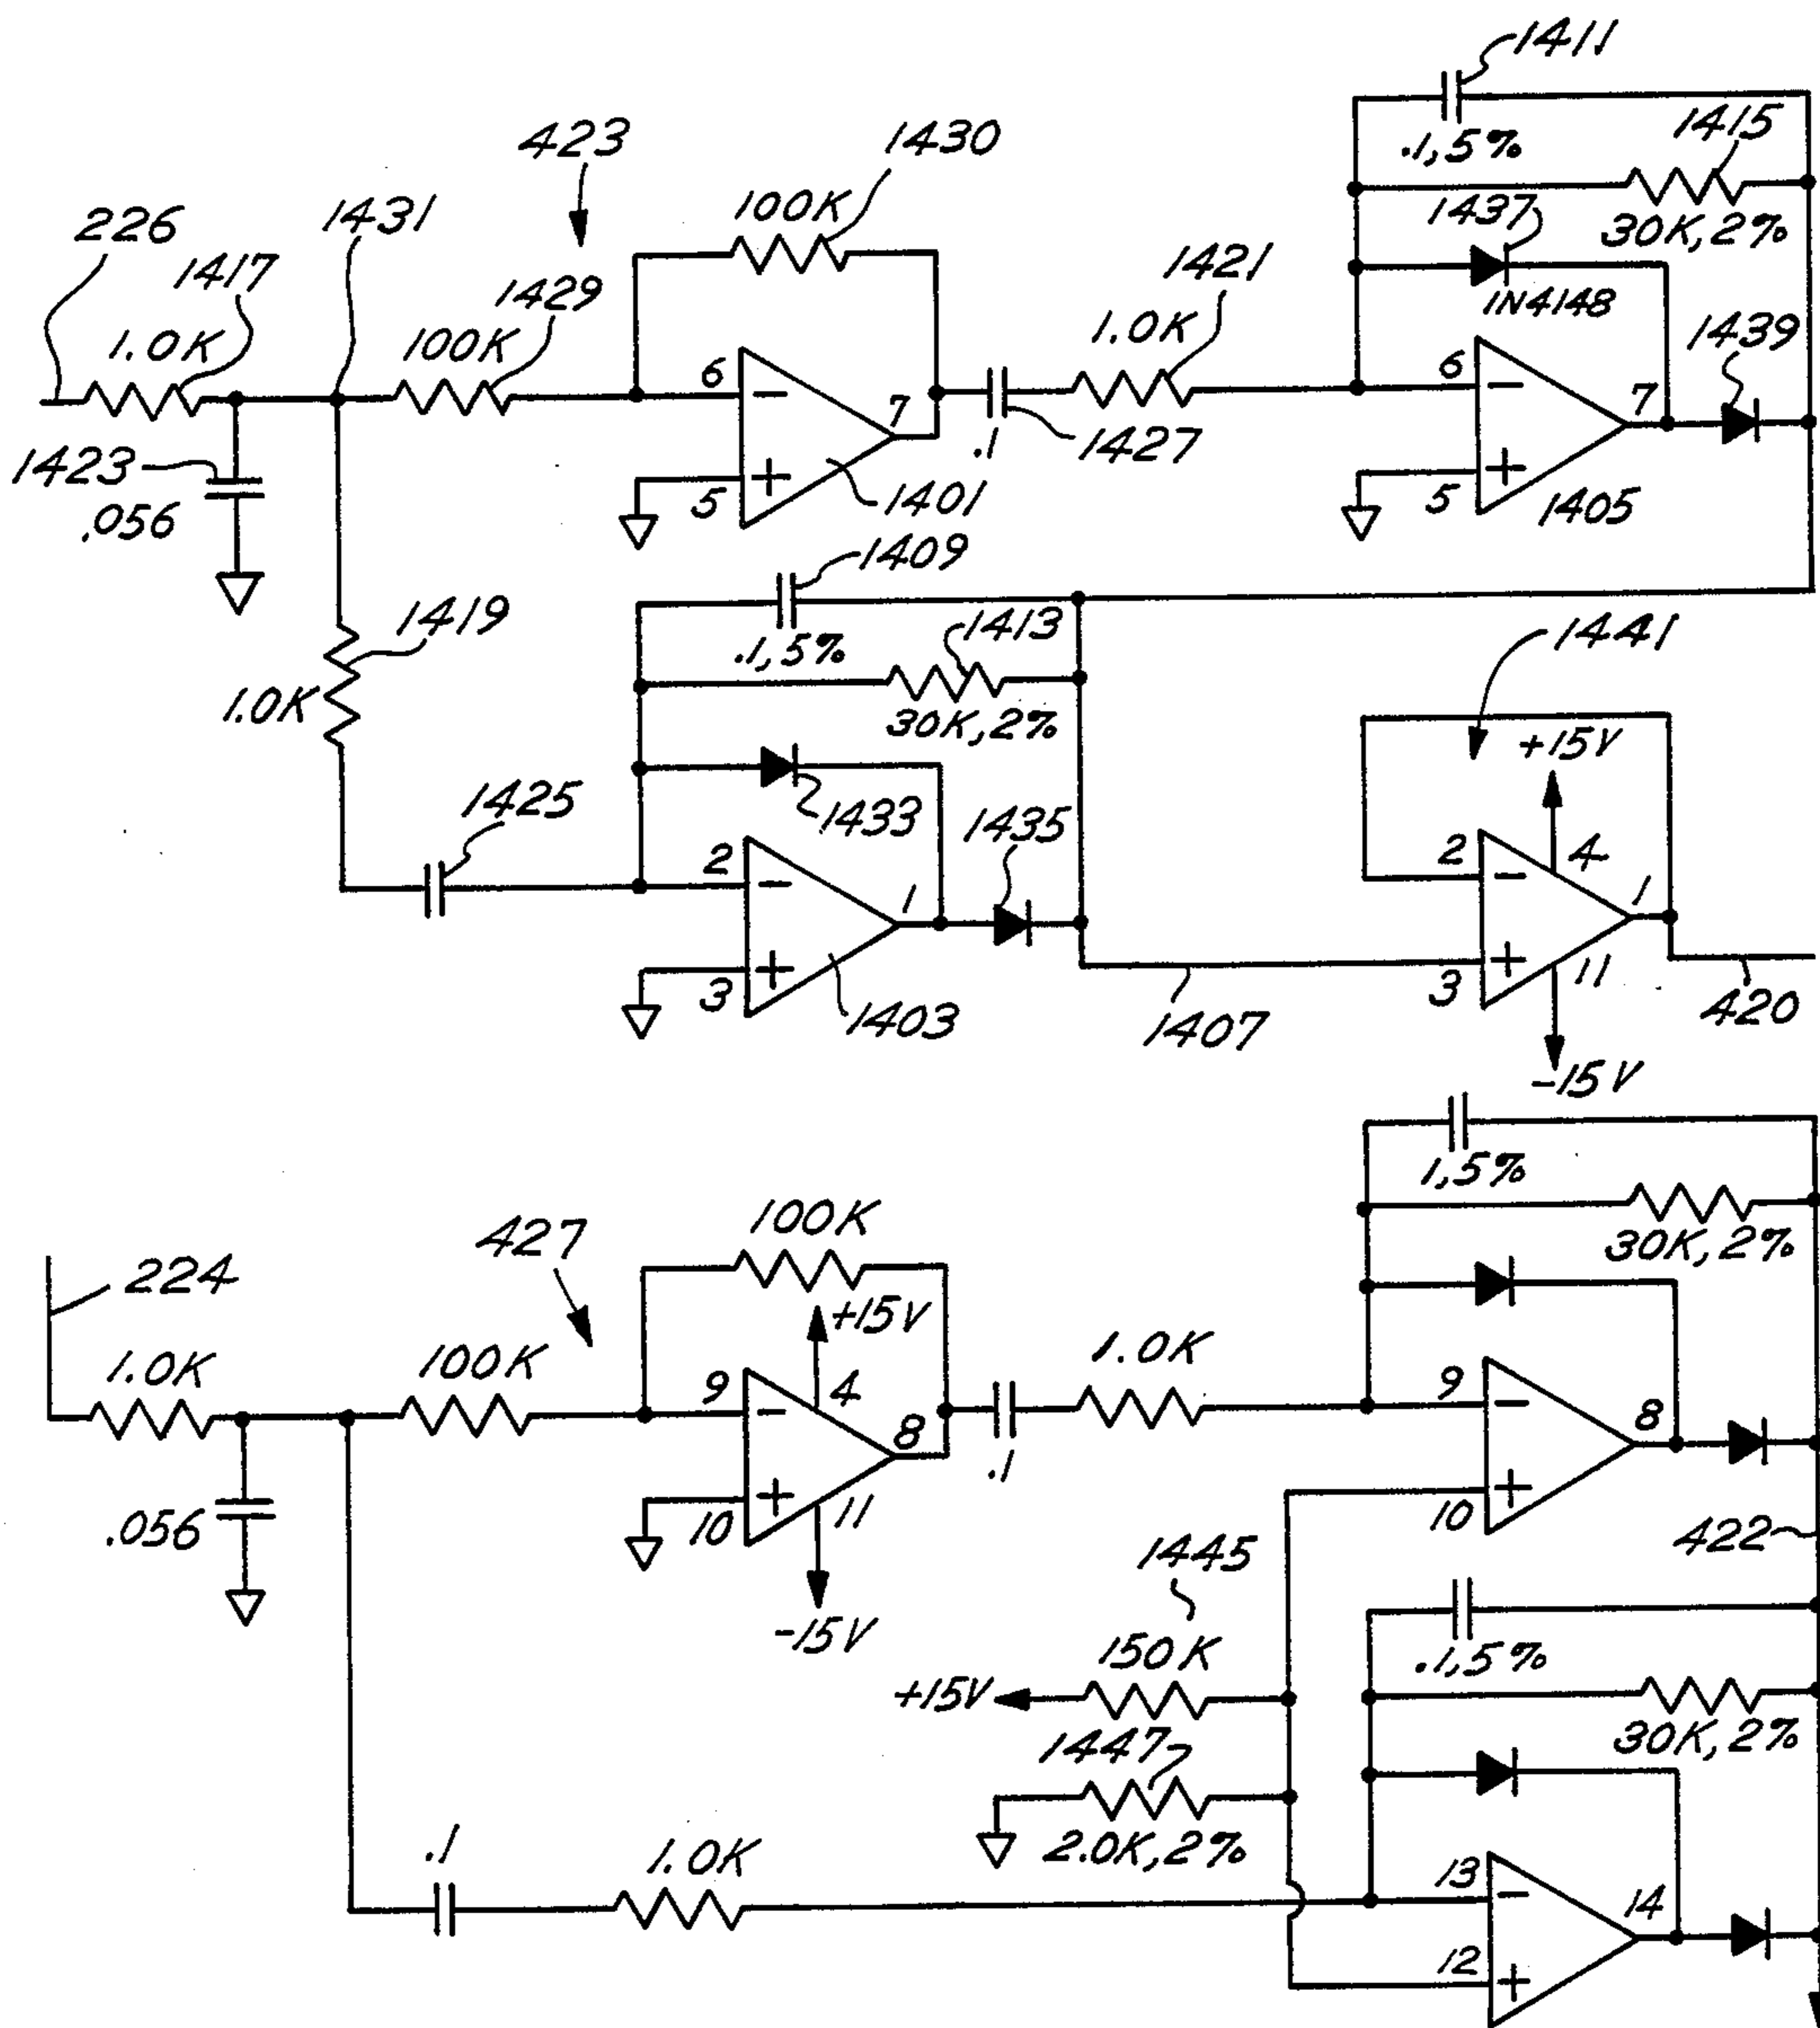 1411
.1,5%
1415
30K,2%
423
1430
100K
226
1431
1417
1429
1437
1N4148
1421
1.0K
100K
1.0K
1439
6
7
5
1401
.1
1427
6
7
5
1405
1423
.056
1409
.1,5%
1413
30K,2%
1419
1.0K
1441
+15V
1425
1433
1435
2
1
3
1403
2
4
1
3
11
1407
420
-15V
1,5%
30K,2%
100K
427
224
+15V
1.0K
100K
1.0K
9
4
8
10
11
.1
9
8
10
.056
-15V
422
1445
150K
+15V
.1,5%
30K,2%
1447
2.0K,2%
.1
1.0K
13
14
12